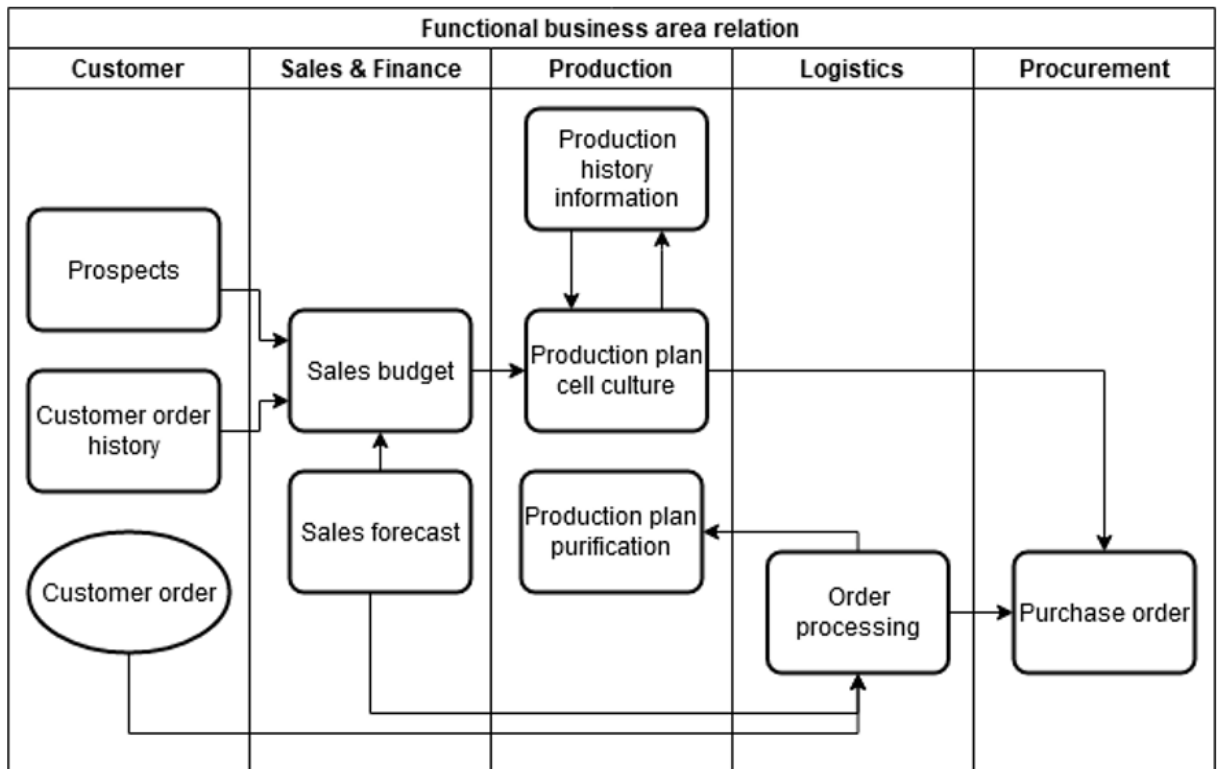 Functional business area relation
Customer
Sales & Finance
Production
Logistics
Procurement
Production
history
information
Prospects
Sales budget
Production plan
cell culture
Customer order
history
Sales forecast
Production plan
purification
Customer order
Order
processing
Purchase order